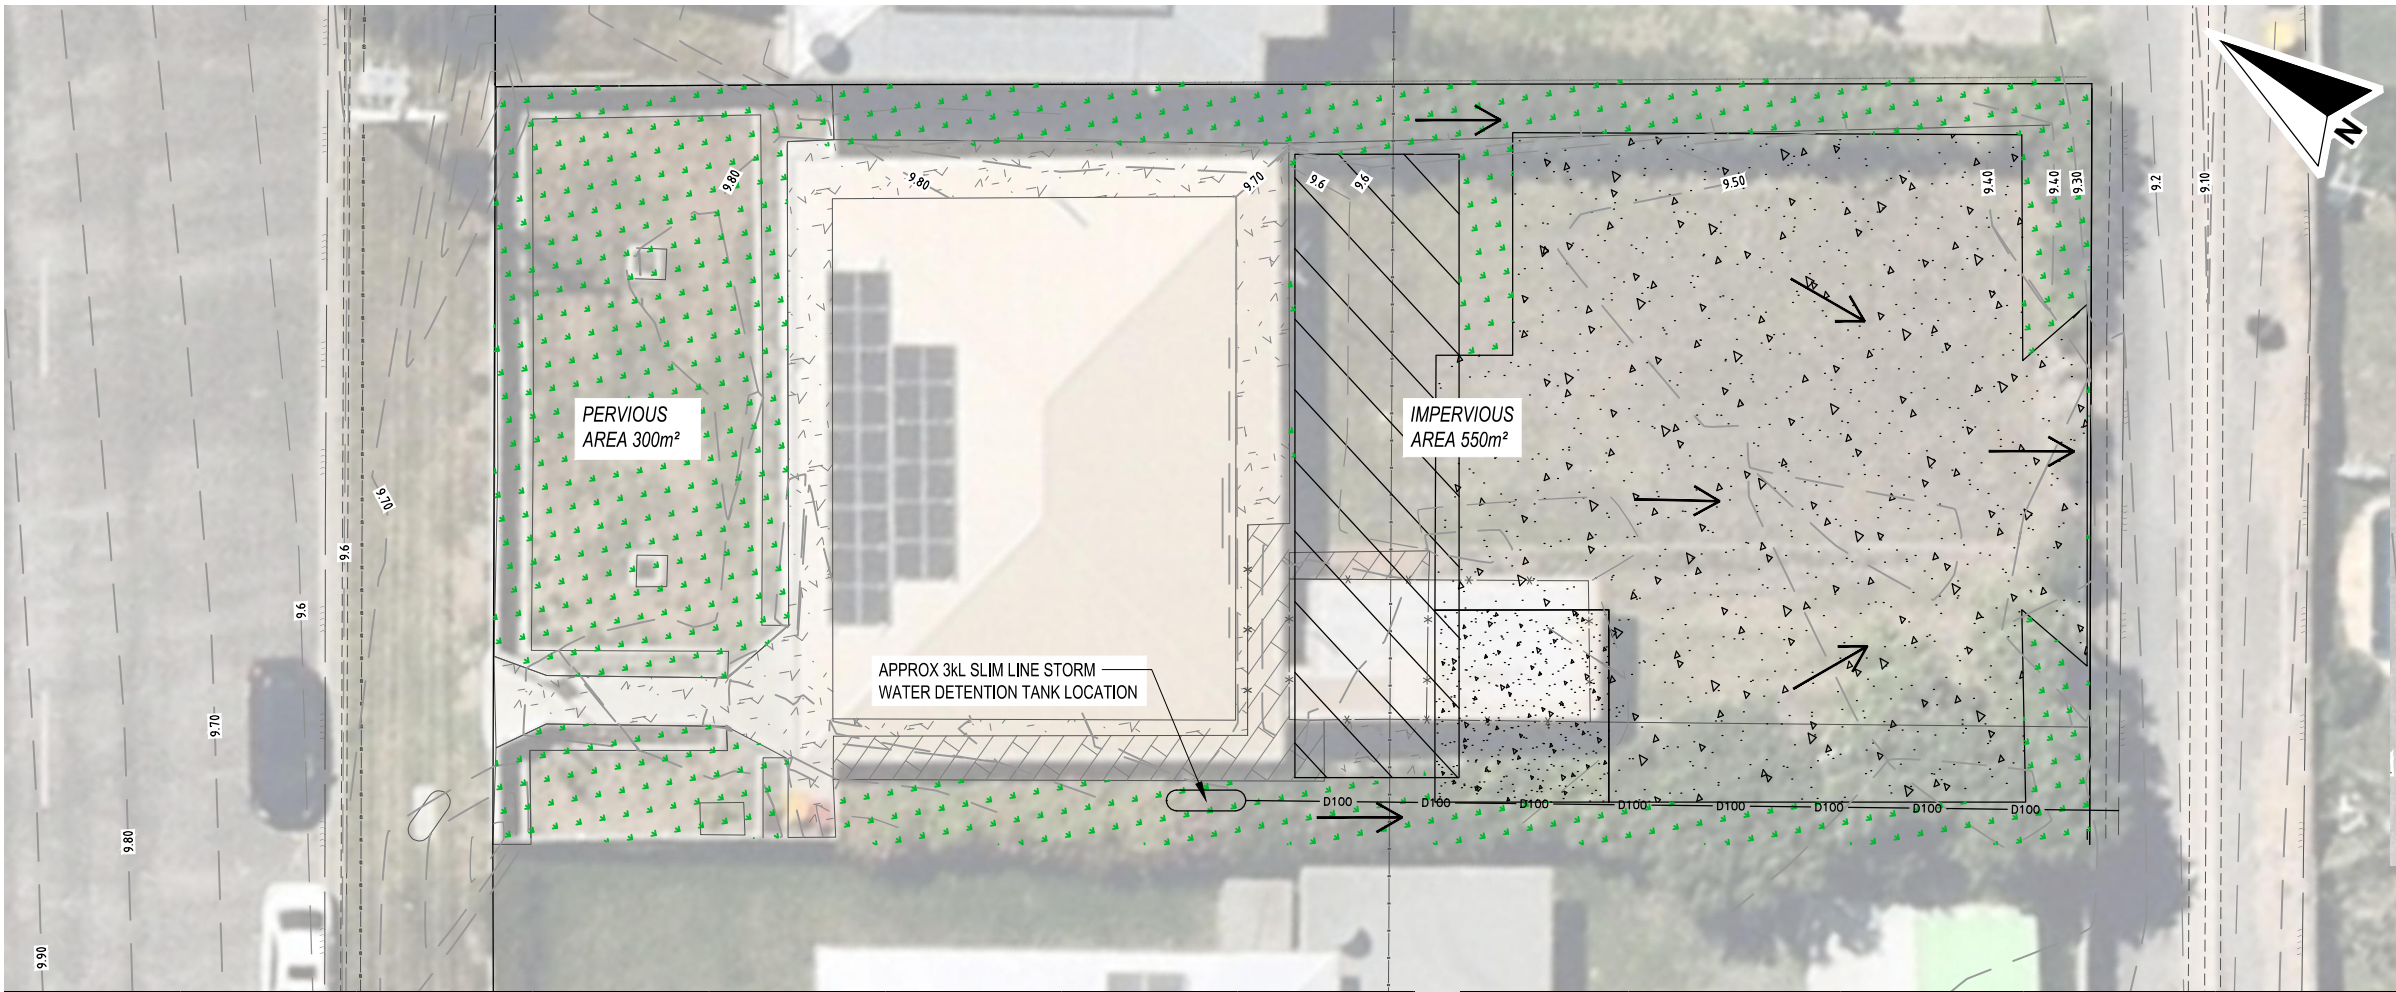 N
9.80
9.80
9.70
9.6
9.6
9.50
9.40
9.40
9.30
9.2
9.10
PERVIOUS
AREA 300m²
IMPERVIOUS
AREA 550m²
9.70
9.6
9.6
9.70
9.80
9.90
APPROX 3kL SLIM LINE STORM
WATER DETENTION TANK LOCATION
D100 D100 D100 D100 D100 D100 D100 D100